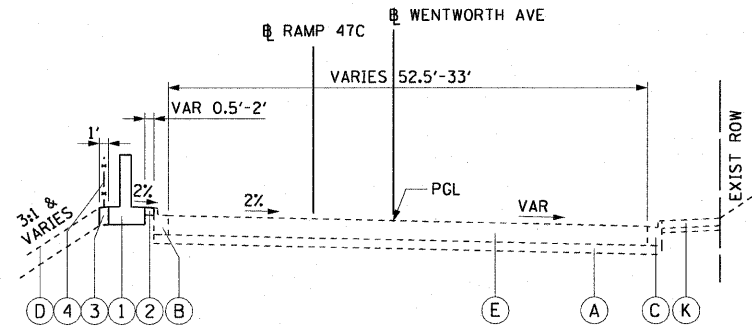 ℄ WENTWORTH AVE
℄ RAMP 47C
VARIES 52.5'-33'
VAR 0.5'-2'
1'
EXIST ROW
3:1 &
VARIES
2%
2%
PGL
VAR
D 4 3 1 2 B E A C K